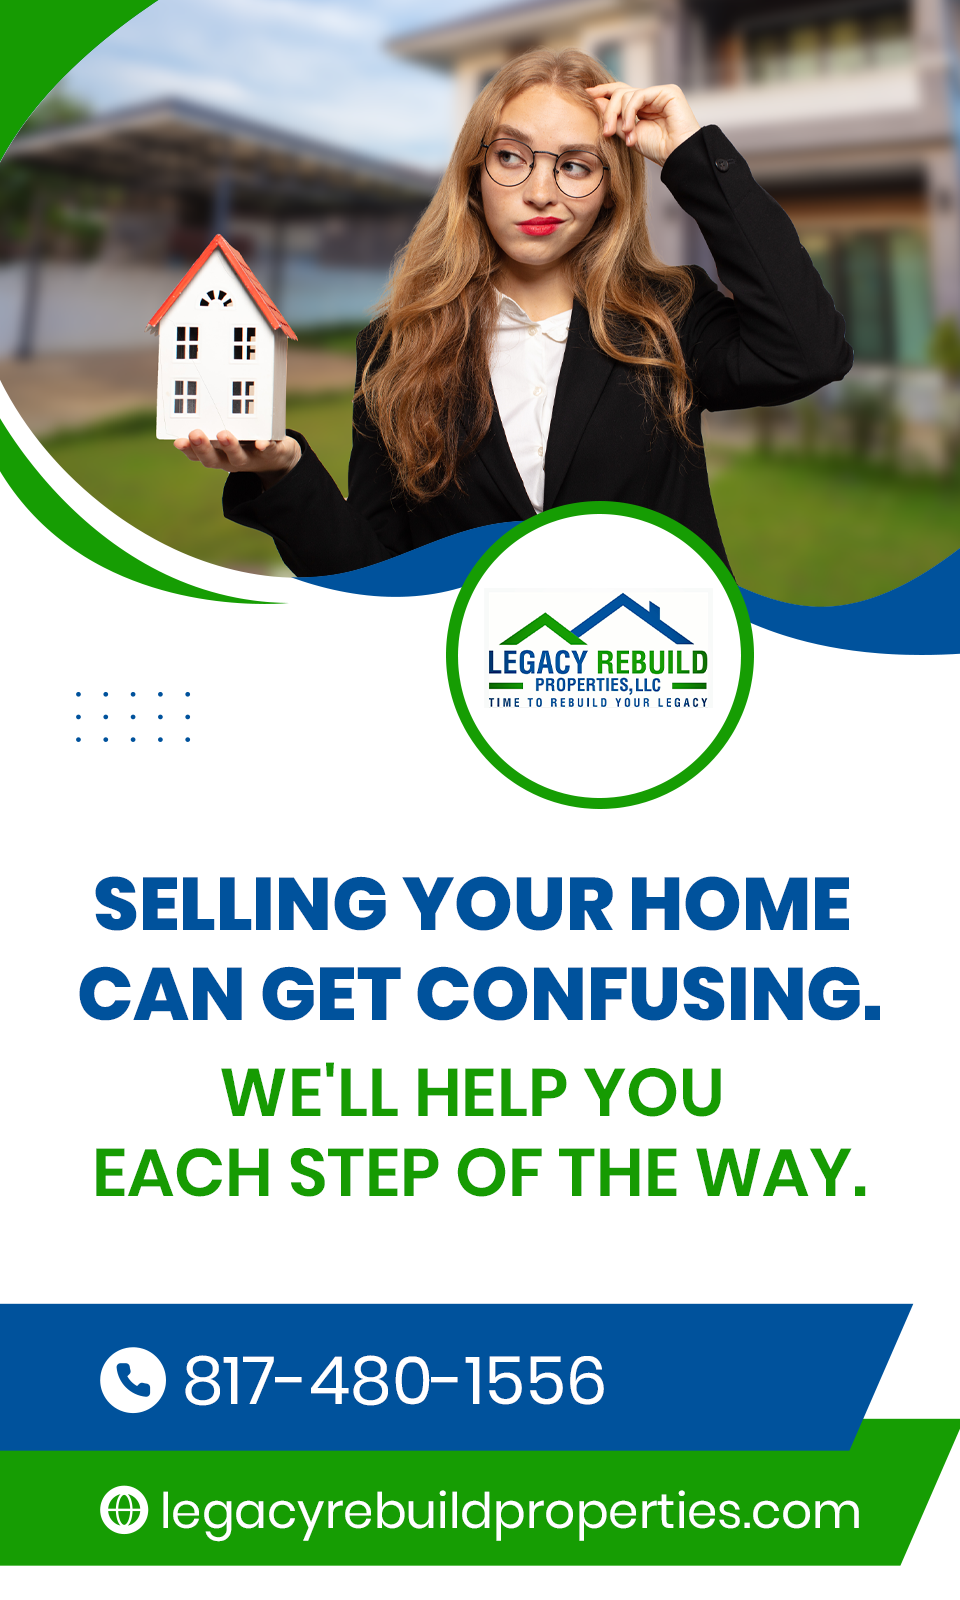 LEGACY REBUILD
PROPERTIES, LLC
TIME TO REBUILD YOUR LEGACY
SELLING YOUR HOME
CAN GET CONFUSING.
WE'LL HELP YOU
EACH STEP OF THE WAY.
817-480-1556
legacyrebuildproperties.com